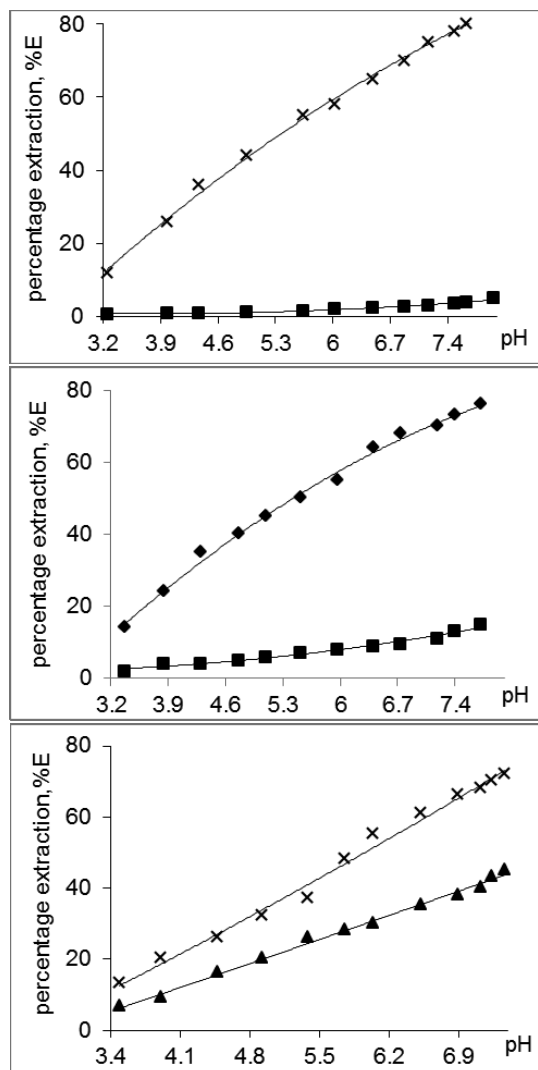 percentage extraction, %E
80
60
40
20
0
3.2 3.9 4.6 5.3 6 6.7 7.4 pH
percentage extraction, %E
80
60
40
20
0
3.2 3.9 4.6 5.3 6 6.7 7.4 pH
percentage extraction,%E
80
60
40
20
0
3.4 4.1 4.8 5.5 6.2 6.9 pH